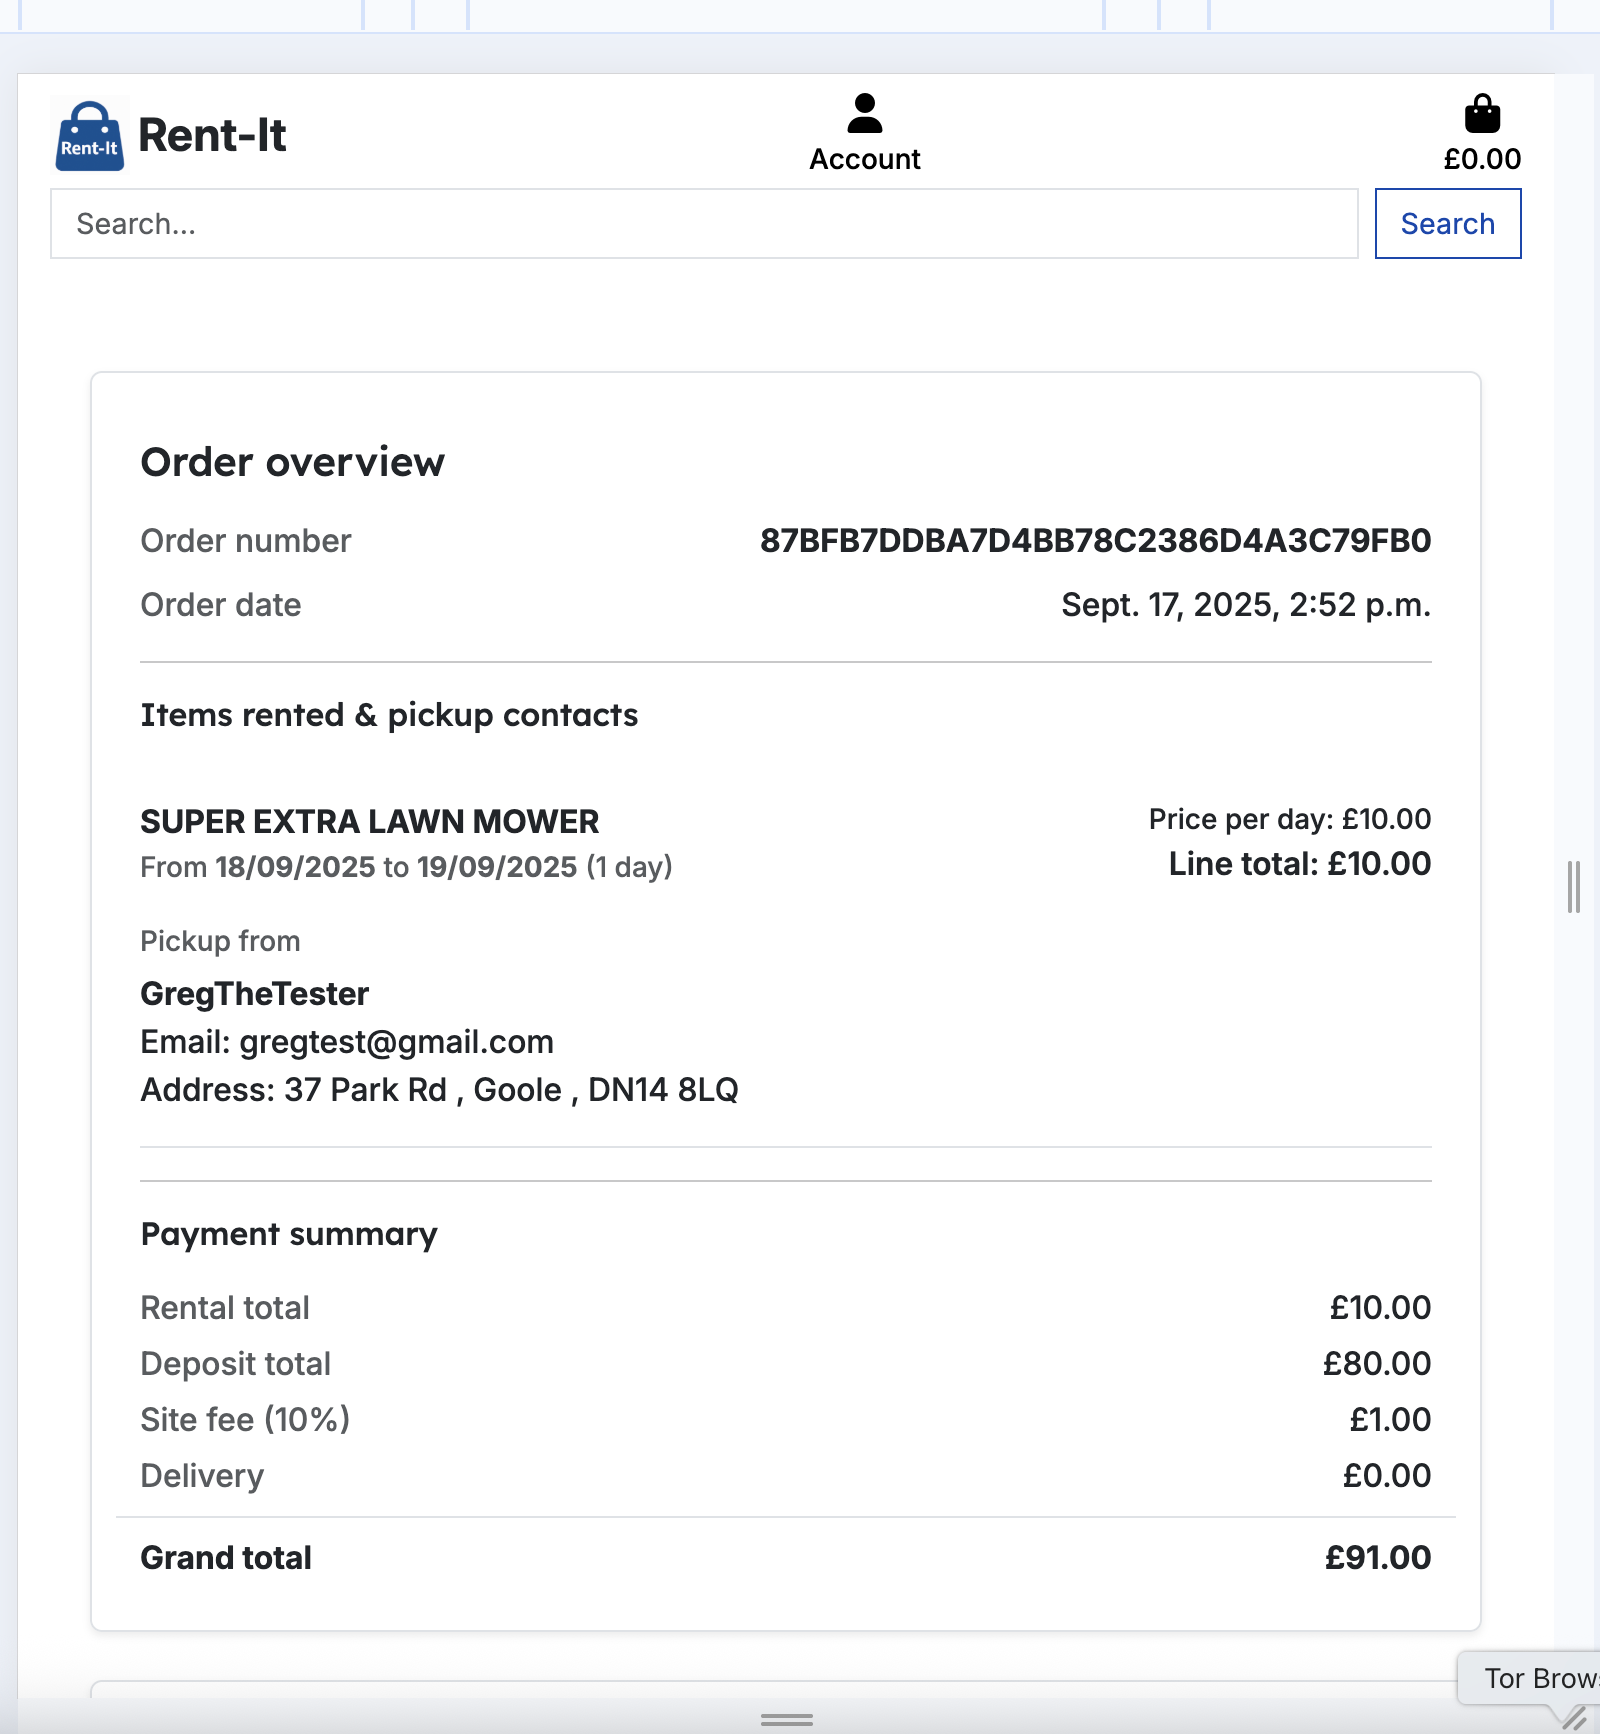 Rent-It
Rent-It
Account
£0.00
Search...
Search
Order overview
Order number 87BFB7DDBA7D4BB78C2386D4A3C79FB0
Order date Sept. 17, 2025, 2:52 p.m.
Items rented & pickup contacts
SUPER EXTRA LAWN MOWER Price per day: £10.00
From 18/09/2025 to 19/09/2025 (1 day) Line total: £10.00
Pickup from
GregTheTester
Email: gregtest@gmail.com
Address: 37 Park Rd , Goole , DN14 8LQ
Payment summary
Rental total £10.00
Deposit total £80.00
Site fee (10%) £1.00
Delivery £0.00
Grand total £91.00
Tor Brow